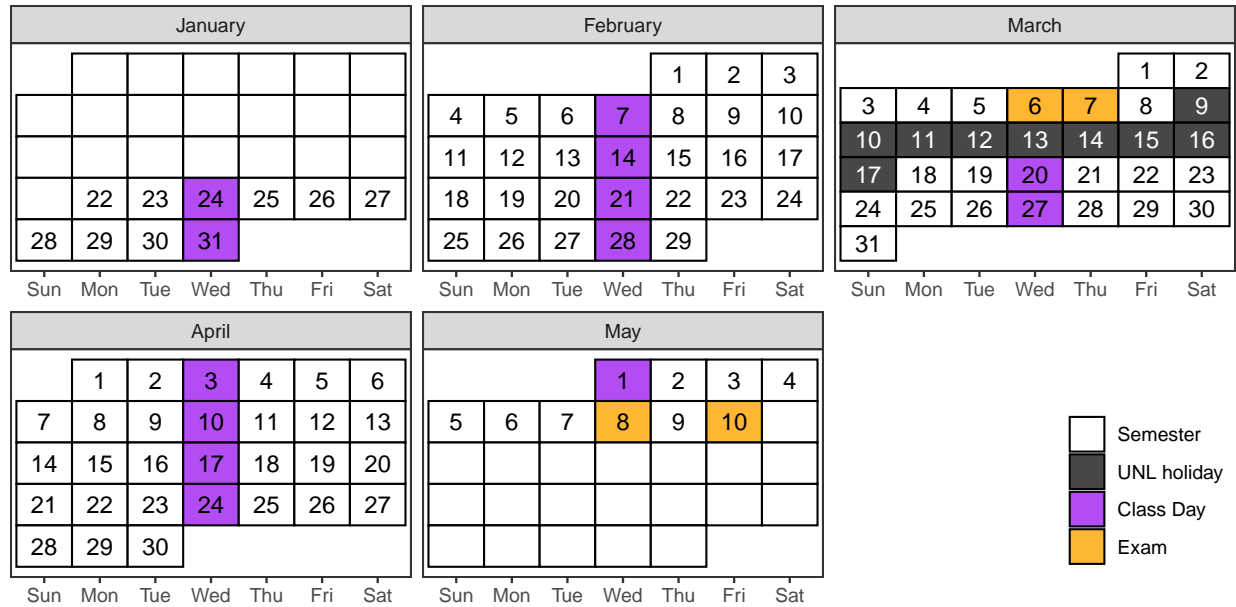 January
22 23 24 25 26 27
28 29 30 31
Sun Mon Tue Wed Thu Fri Sat
February
1 2 3
4 5 6 7 8 9 10
11 12 13 14 15 16 17
18 19 20 21 22 23 24
25 26 27 28 29
Sun Mon Tue Wed Thu Fri Sat
March
1 2
3 4 5 6 7 8 9
10 11 12 13 14 15 16
17 18 19 20 21 22 23
24 25 26 27 28 29 30
31
Sun Mon Tue Wed Thu Fri Sat
April
1 2 3 4 5 6
7 8 9 10 11 12 13
14 15 16 17 18 19 20
21 22 23 24 25 26 27
28 29 30
Sun Mon Tue Wed Thu Fri Sat
May
1 2 3 4
5 6 7 8 9 10
Sun Mon Tue Wed Thu Fri Sat
Semester
UNL holiday
Class Day
Exam